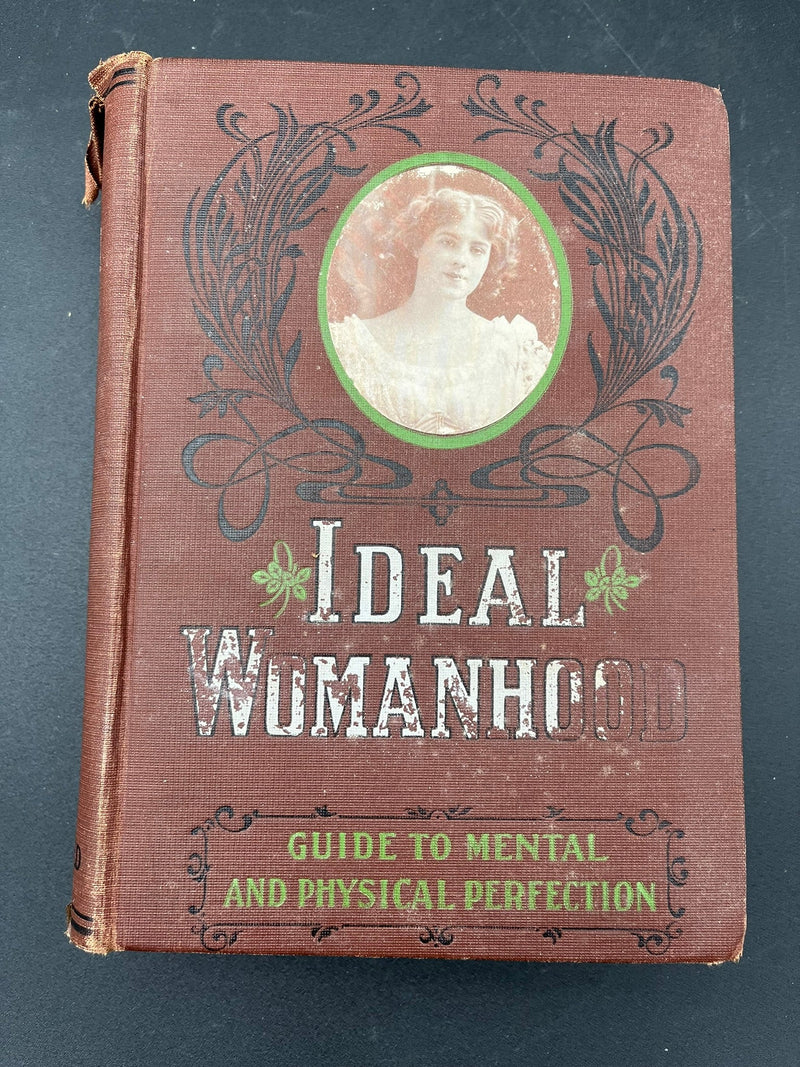 IDEAL
WOMANHOOD
GUIDE TO MENTAL
AND PHYSICAL PERFECTION